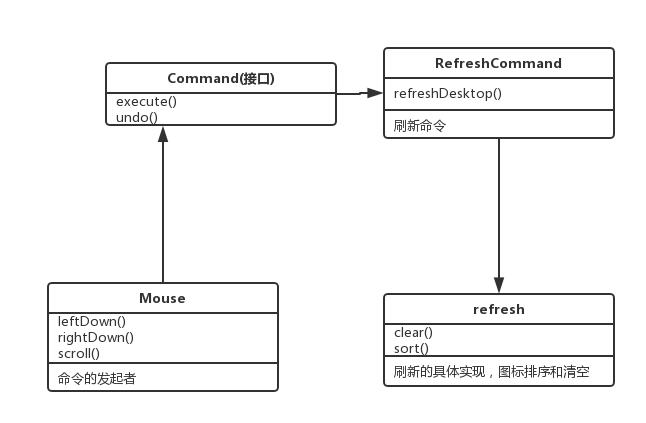 Command(接口)
execute()
undo()
RefreshCommand
refreshDesktop()
刷新命令
Mouse
leftDown()
rightDown()
scroll()
命令的发起者
refresh
clear()
sort()
刷新的具体实现，图标排序和清空